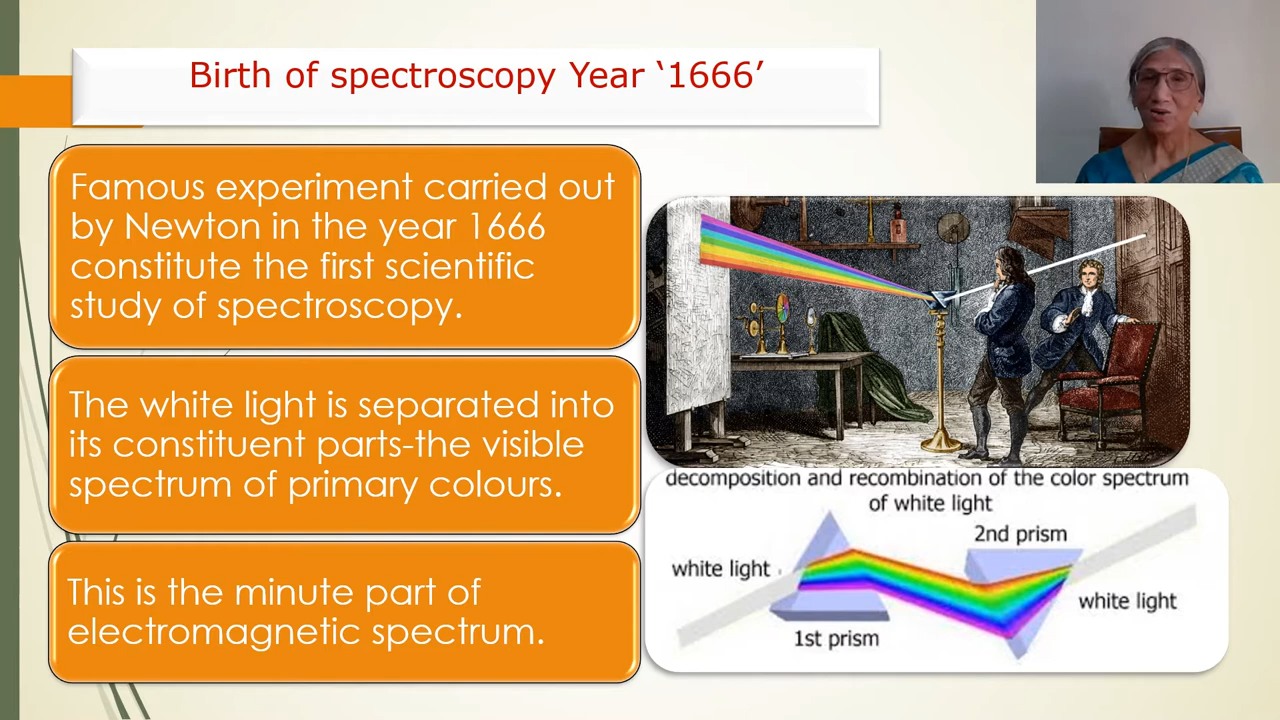 Birth of spectroscopy Year ‘1666’
Famous experiment carried out
by Newton in the year 1666
constitute the first scientific
study of spectroscopy.
The white light is separated into
its constituent parts-the visible
spectrum of primary colours.
This is the minute part of
electromagnetic spectrum.
decomposition and recombination of the color spectrum
of white light
2nd prism
white light
white light
1st prism